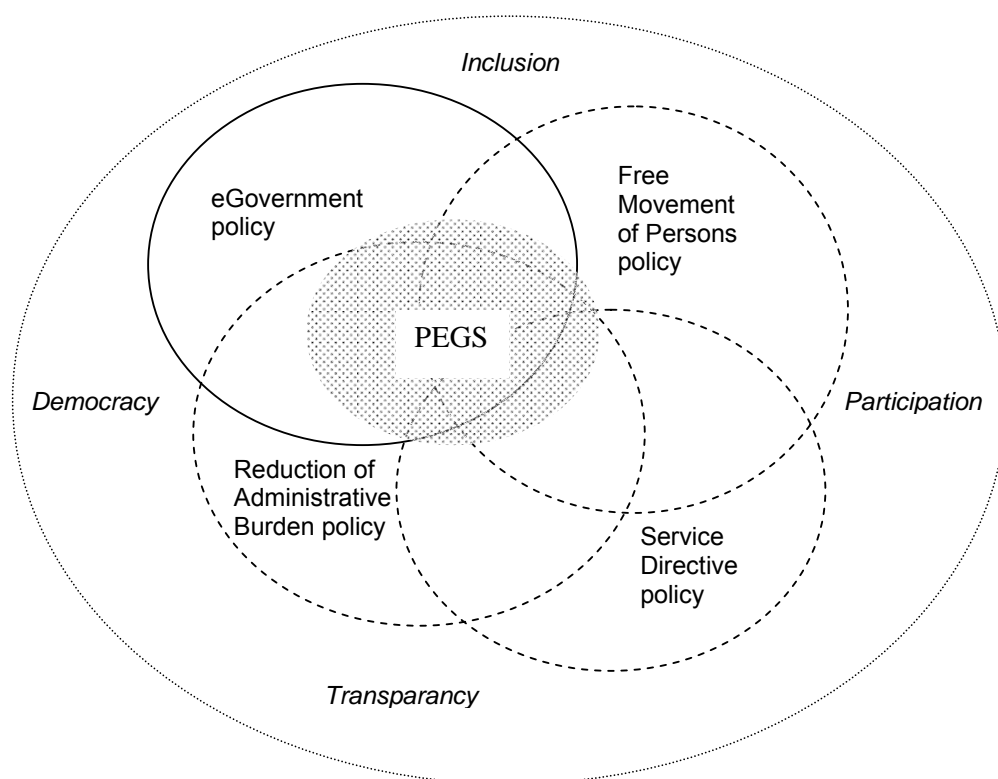 Inclusion
eGovernment
policy
Free
Movement
of Persons
policy
PEGS
Democracy
Participation
Reduction of
Administrative
Burden policy
Service
Directive
policy
Transparancy